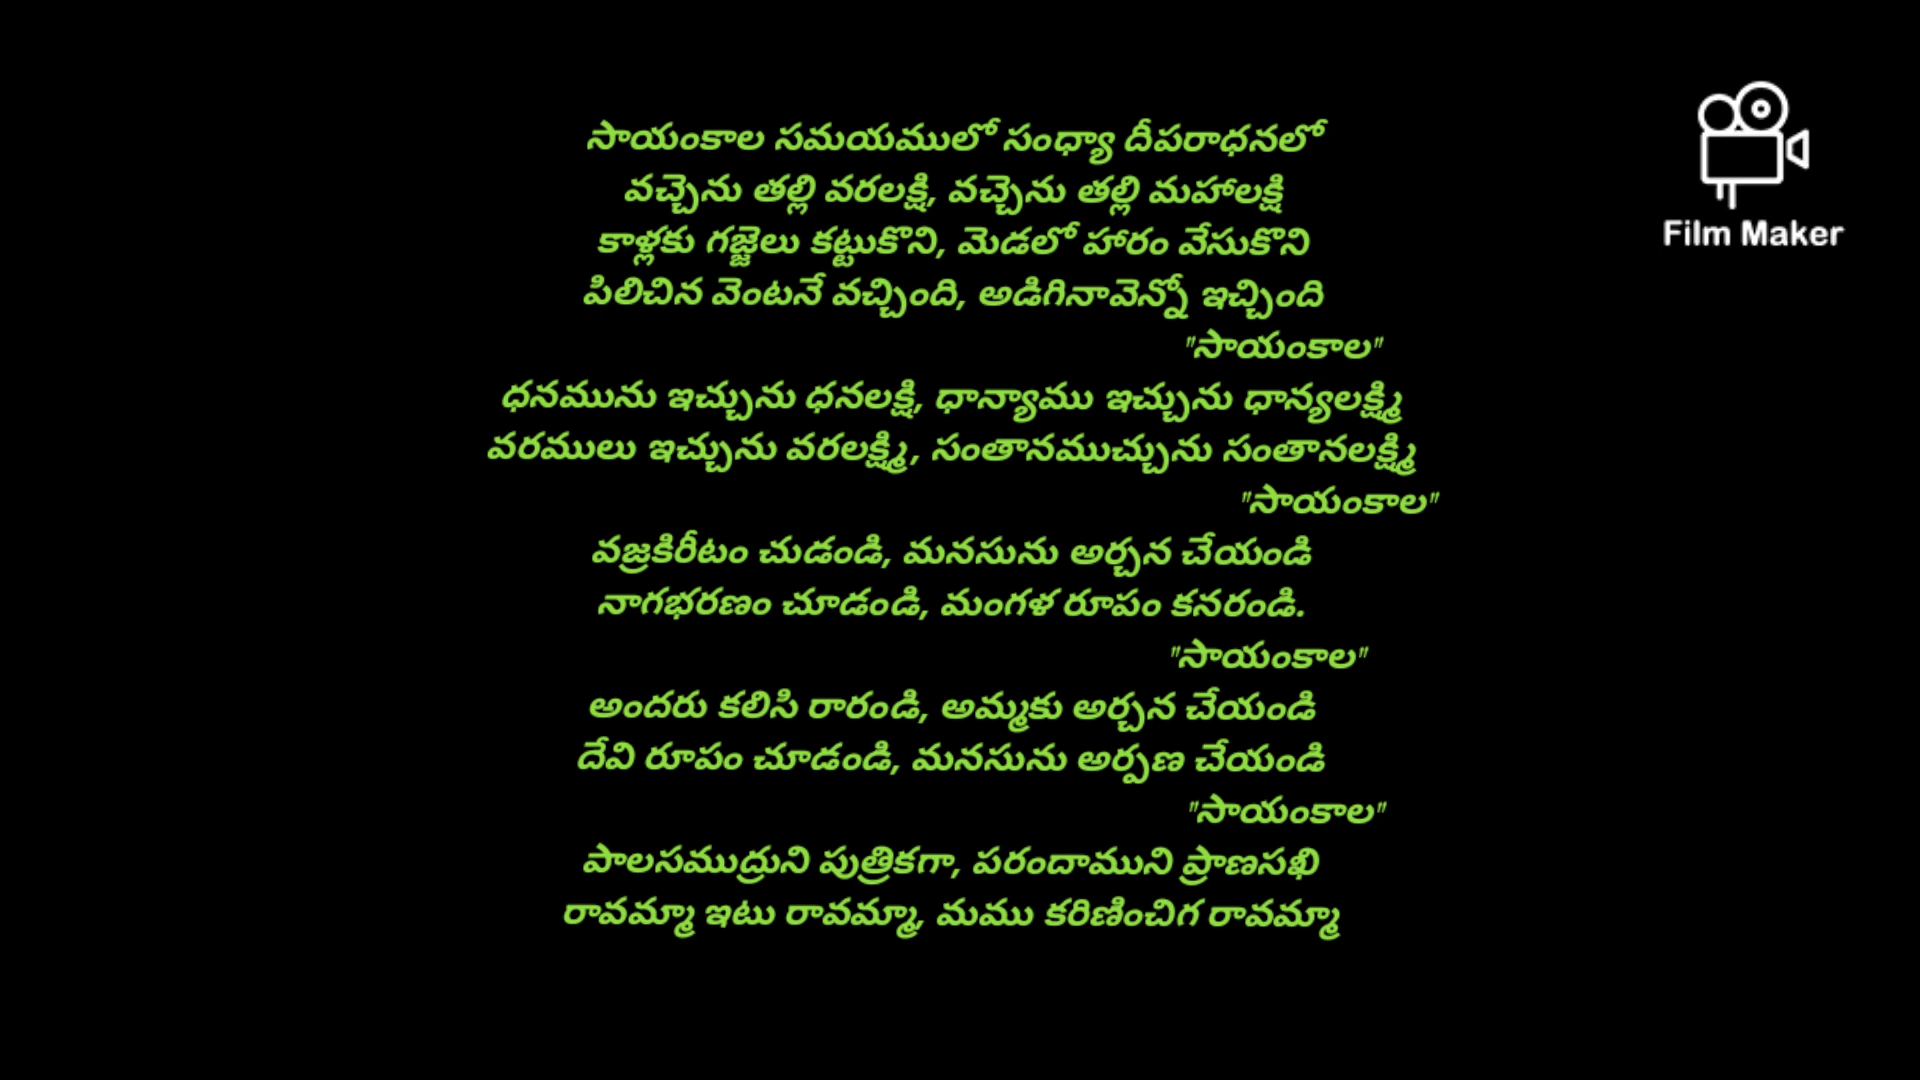 సాయంకాల సమయములో సంధ్యా దీపరాధనలో
వచ్చెను తల్లి వరలక్షి, వచ్చెను తల్లి మహాలక్షి
కాళ్లకు గజ్జెలు కట్టుకొని, మెడలో హారం వేసుకొని
పిలిచిన వెంటనే వచ్చింది, అడిగినావెన్నో ఇచ్చింది
"సాయంకాల"
ధనమును ఇచ్చును ధనలక్షి, ధాన్యాము ఇచ్చును ధాన్యలక్ష్మి
వరములు ఇచ్చును వరలక్ష్మి, సంతానముచ్చును సంతానలక్ష్మి
"సాయంకాల"
వజ్రకిరీటం చుడండి, మనసును అర్చన చేయండి
నాగభరణం చూడండి, మంగళ రూపం కనరండి.
"సాయంకాల"
అందరు కలిసి రారండి, అమ్మకు అర్చన చేయండి
దేవి రూపం చూడండి, మనసును అర్పణ చేయండి
"సాయంకాల"
పాలసముద్రుని పుత్రికగా, పరందాముని ప్రాణసఖి
రావమ్మా ఇటు రావమ్మా, మము కరిణించిగ రావమ్మా
Film Maker